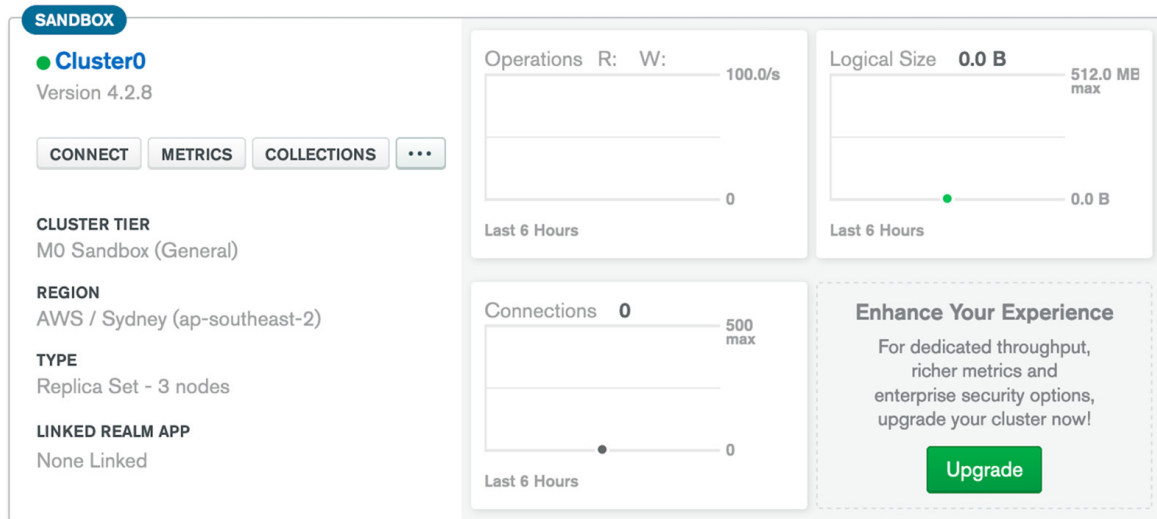 SANDBOX
Cluster0
Version 4.2.8
CONNECT
METRICS
COLLECTIONS
...
CLUSTER TIER
M0 Sandbox (General)
REGION
AWS / Sydney (ap-southeast-2)
TYPE
Replica Set - 3 nodes
LINKED REALM APP
None Linked
Operations R: W:
100.0/s
0
Last 6 Hours
Logical Size 0.0 B
512.0 MB
max
0.0 B
Last 6 Hours
Connections 0
500
max
0
Last 6 Hours
Enhance Your Experience
For dedicated throughput,
richer metrics and
enterprise security options,
upgrade your cluster now!
Upgrade